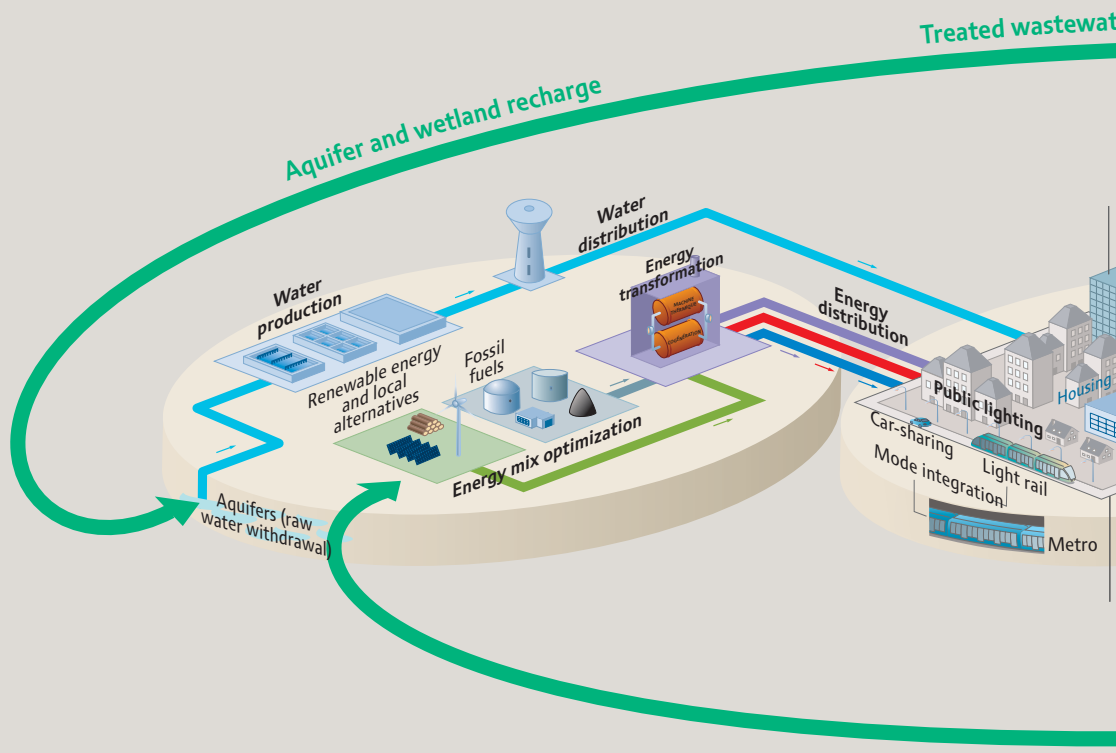 Treated wastewat
Aquifer and wetland recharge
Water
distribution
Energy
transformation
Water
production
Energy
distribution
Renewable energy
and local
alternatives
Fossil
fuels
Housing
Public lighting
Car-sharing
Energy mix optimization
Mode integration
Light rail
Aquifers (raw
water withdrawal)
Metro